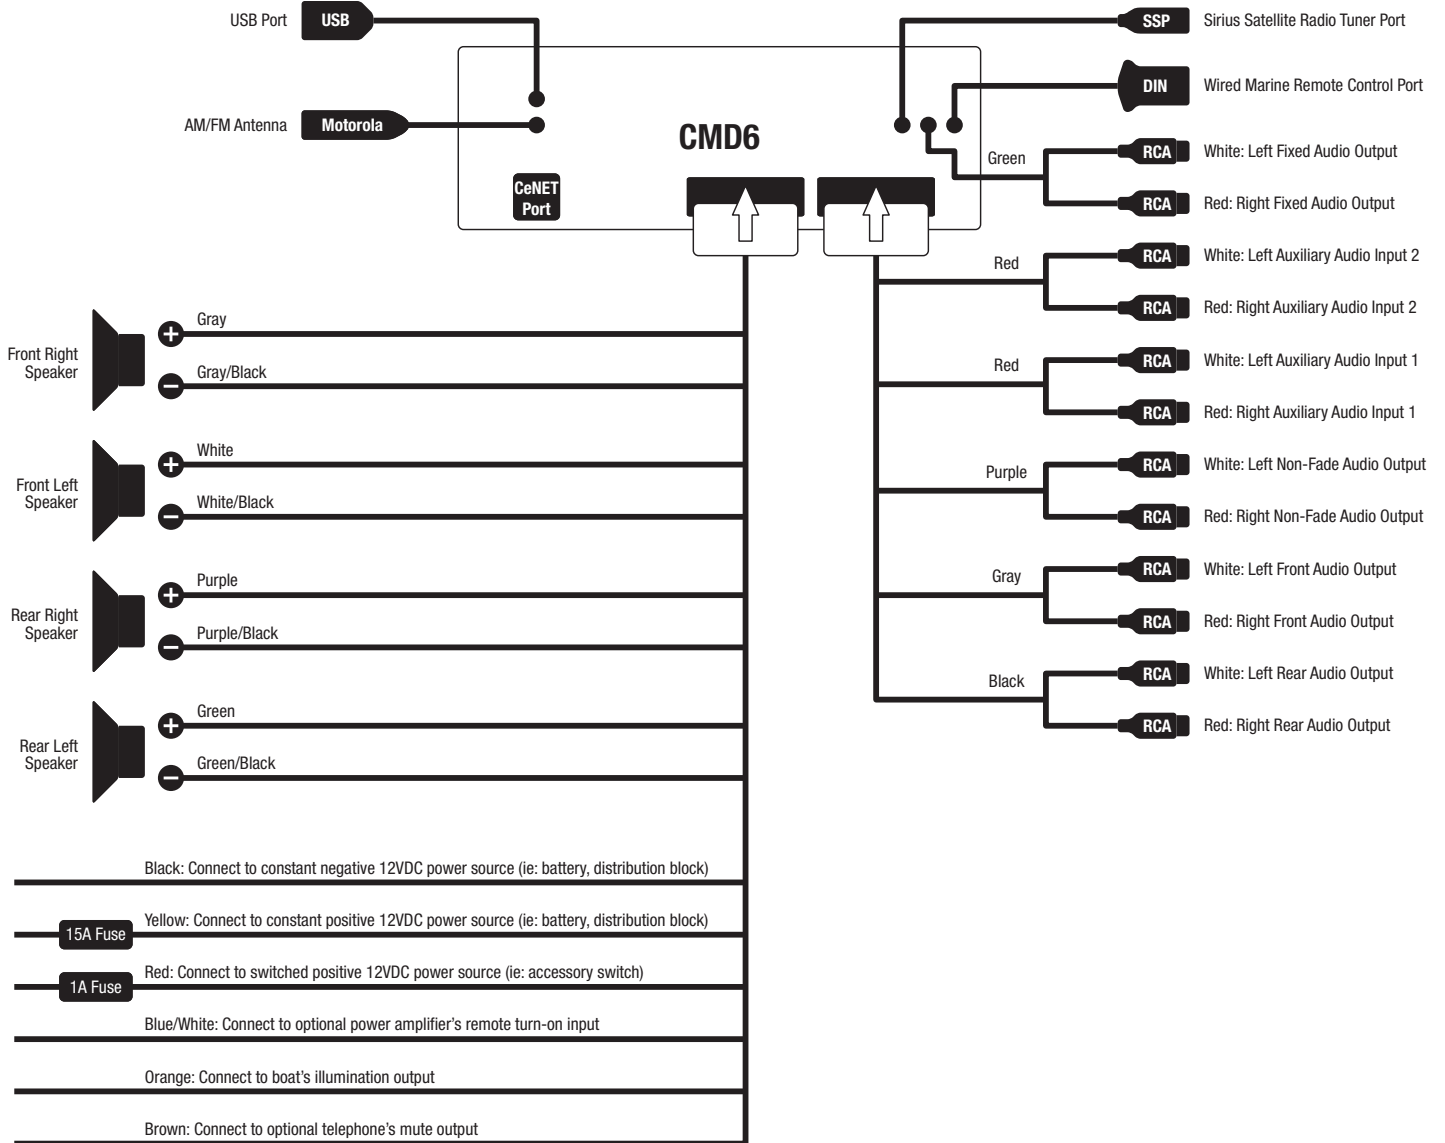 USB Port
USB
SSP
Sirius Satellite Radio Tuner Port
DIN
Wired Marine Remote Control Port
AM/FM Antenna
Motorola
CMD6
CeNET
Port
Green
RCA
White: Left Fixed Audio Output
RCA
Red: Right Fixed Audio Output
Red
RCA
White: Left Auxiliary Audio Input 2
RCA
Red: Right Auxiliary Audio Input 2
Red
RCA
White: Left Auxiliary Audio Input 1
RCA
Red: Right Auxiliary Audio Input 1
Purple
RCA
White: Left Non-Fade Audio Output
RCA
Red: Right Non-Fade Audio Output
Gray
RCA
White: Left Front Audio Output
RCA
Red: Right Front Audio Output
Black
RCA
White: Left Rear Audio Output
RCA
Red: Right Rear Audio Output
Front Right
Speaker
+
Gray
−
Gray/Black
Front Left
Speaker
+
White
−
White/Black
Rear Right
Speaker
+
Purple
−
Purple/Black
Rear Left
Speaker
+
Green
−
Green/Black
Black: Connect to constant negative 12VDC power source (ie: battery, distribution block)
15A Fuse
Yellow: Connect to constant positive 12VDC power source (ie: battery, distribution block)
1A Fuse
Red: Connect to switched positive 12VDC power source (ie: accessory switch)
Blue/White: Connect to optional power amplifier's remote turn-on input
Orange: Connect to boat's illumination output
Brown: Connect to optional telephone's mute output